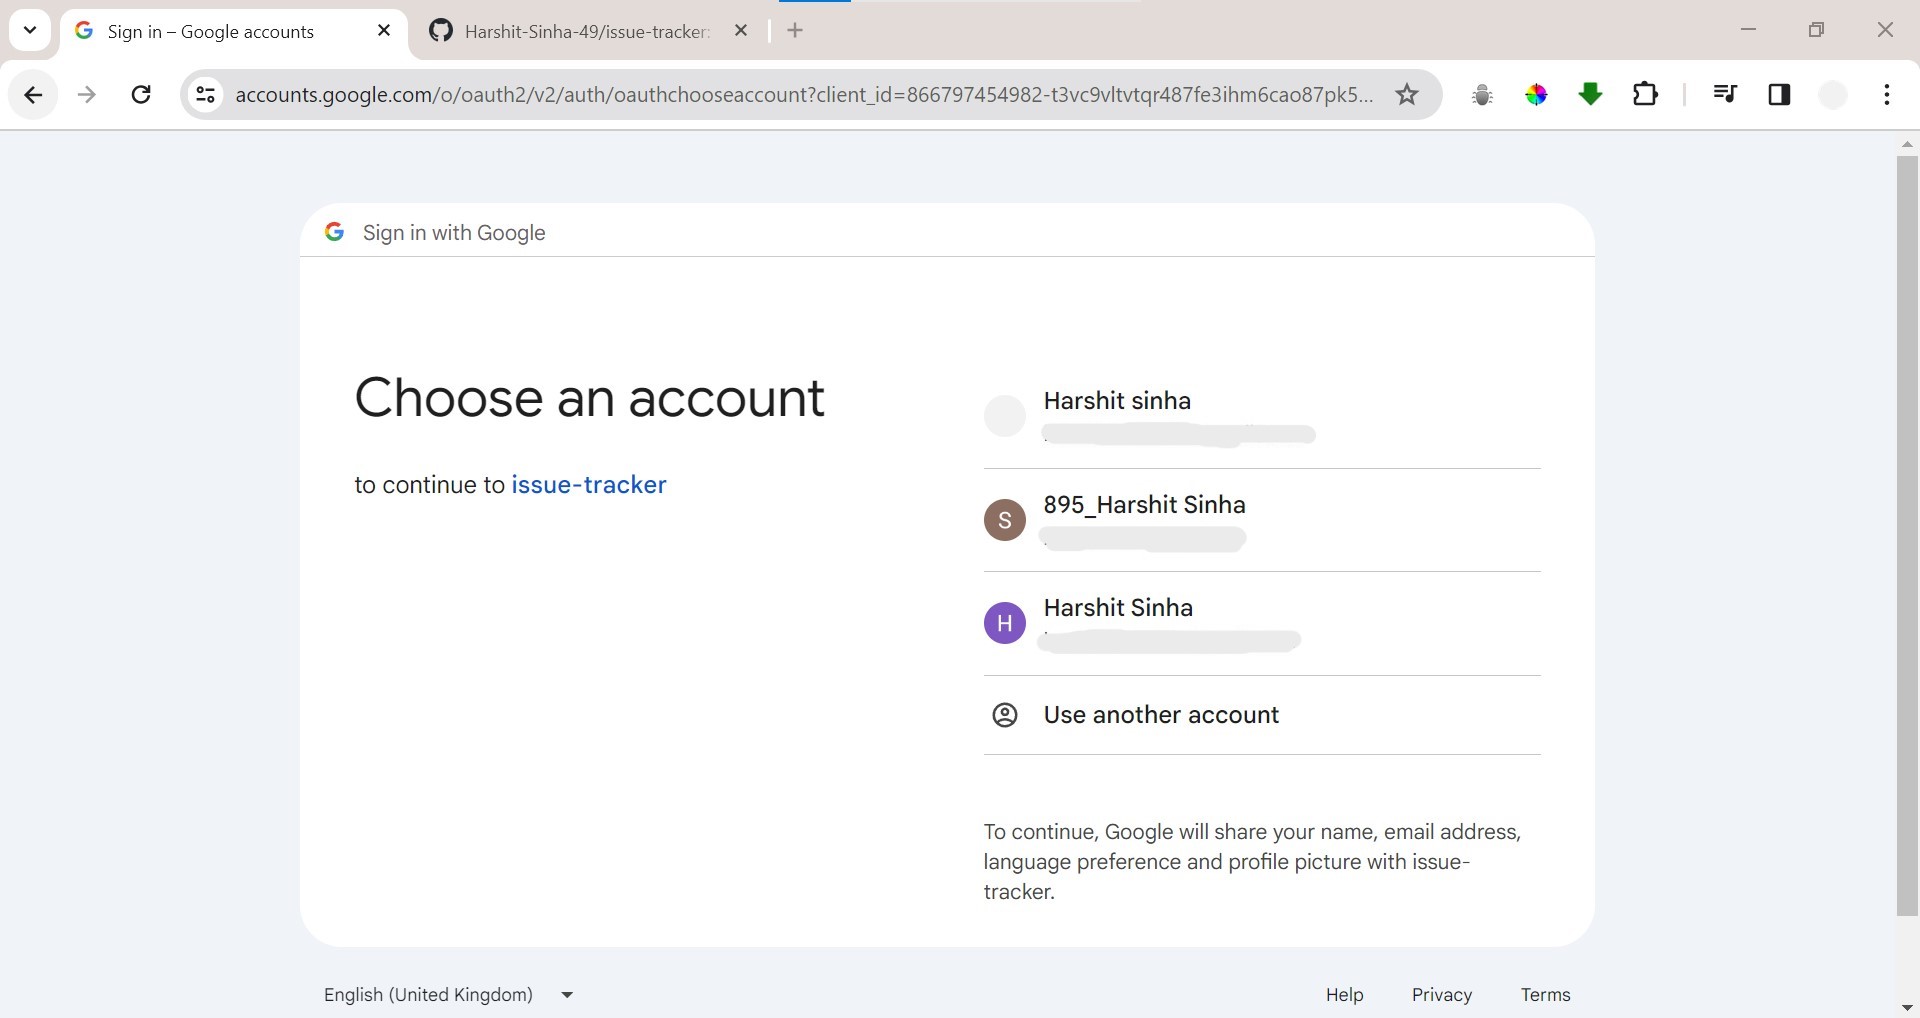 Sign in – Google accounts
Harshit-Sinha-49/issue-tracker:
accounts.google.com/o/oauth2/v2/auth/oauthchooseaccount?client_id=866797454982-t3vc9vltvtqr487fe3ihm6cao87pk5...
Sign in with Google
Choose an account
to continue to issue-tracker
Harshit sinha
S
895_Harshit Sinha
H
Harshit Sinha
Use another account
To continue, Google will share your name, email address,
language preference and profile picture with issue-
tracker.
English (United Kingdom)
Help
Privacy
Terms